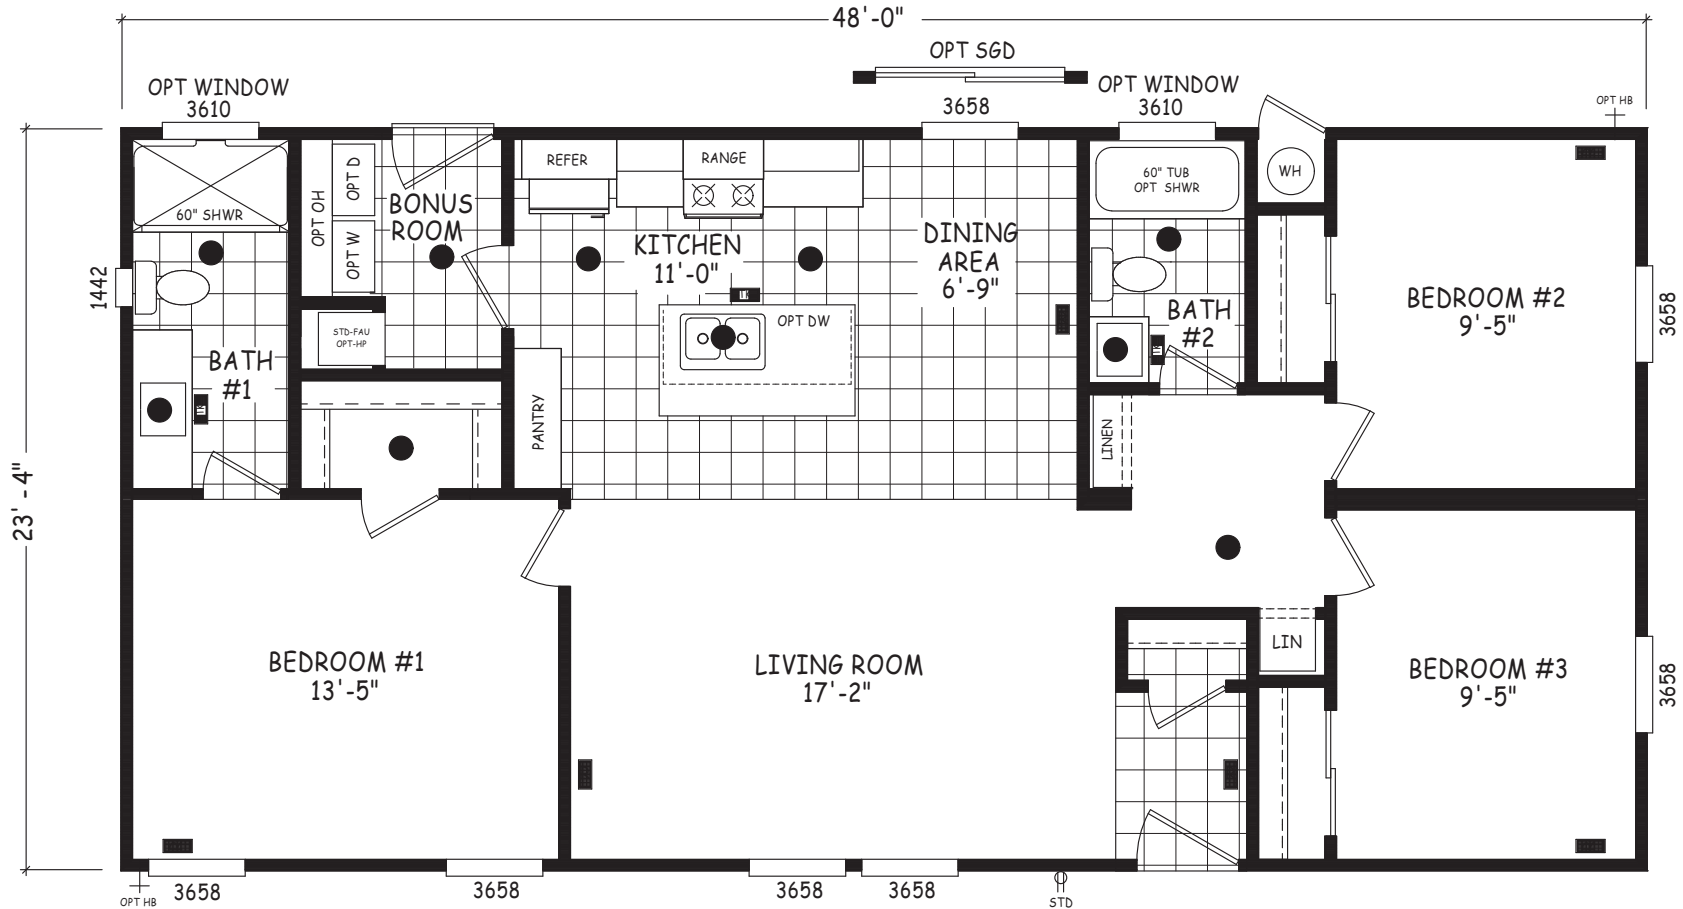 48'-0"
OPT SGD
OPT WINDOW
3610
3658
OPT WINDOW
3610
OPT HB
60" SHWR
OPT OH
OPT D
OPT W
BONUS
ROOM
REFER
RANGE
KITCHEN
11'-0"
DINING
AREA
6'-9"
60" TUB
OPT SHWR
WH
1442
BATH
#1
STD-FAU
OPT-HP
OPT DW
PANTRY
BATH
#2
LINEN
BEDROOM #2
9'-5"
3658
23'-4"
BEDROOM #1
13'-5"
LIVING ROOM
17'-2"
LIN
BEDROOM #3
9'-5"
3658
OPT HB
3658
3658
3658
3658
STD